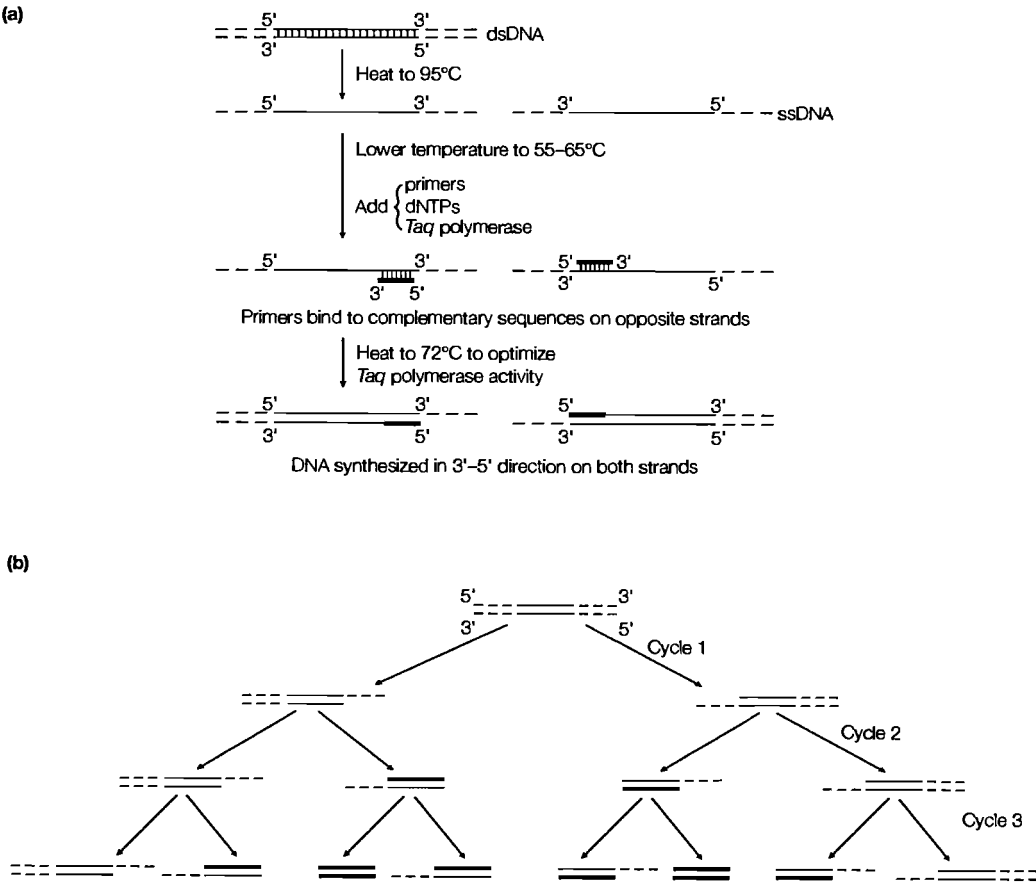 (a)
5' 3'
dsDNA
3' 5'
Heat to 95°C
5' 3' 3' 5'
ssDNA
Lower temperature to 55–65°C
Add { primers
dNTPs
Taq polymerase
5' 3' 5' 3'
3' 5' 3' 5'
Primers bind to complementary sequences on opposite strands
Heat to 72°C to optimize
Taq polymerase activity
5' 3' 5' 3'
3' 5' 3' 5'
DNA synthesized in 3'–5' direction on both strands
(b)
5' 3'
3' 5'
Cycle 1
Cycle 2
Cycle 3